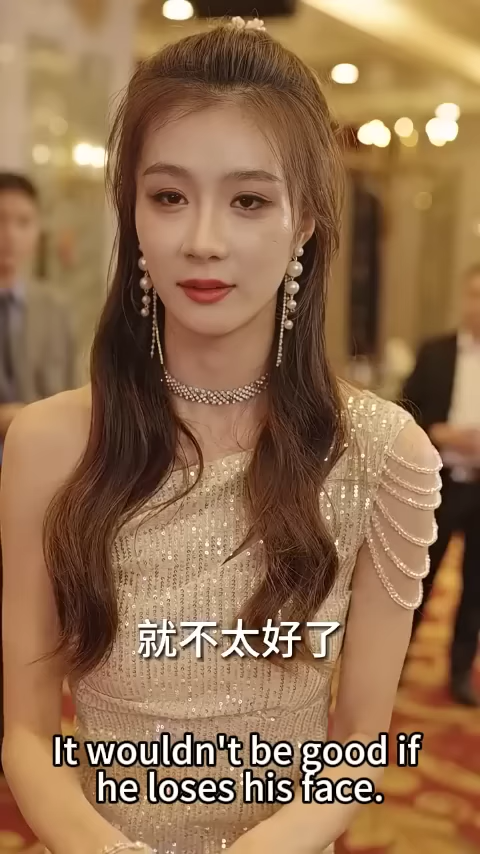 就不太好了
It wouldn't be good if
he loses his face.